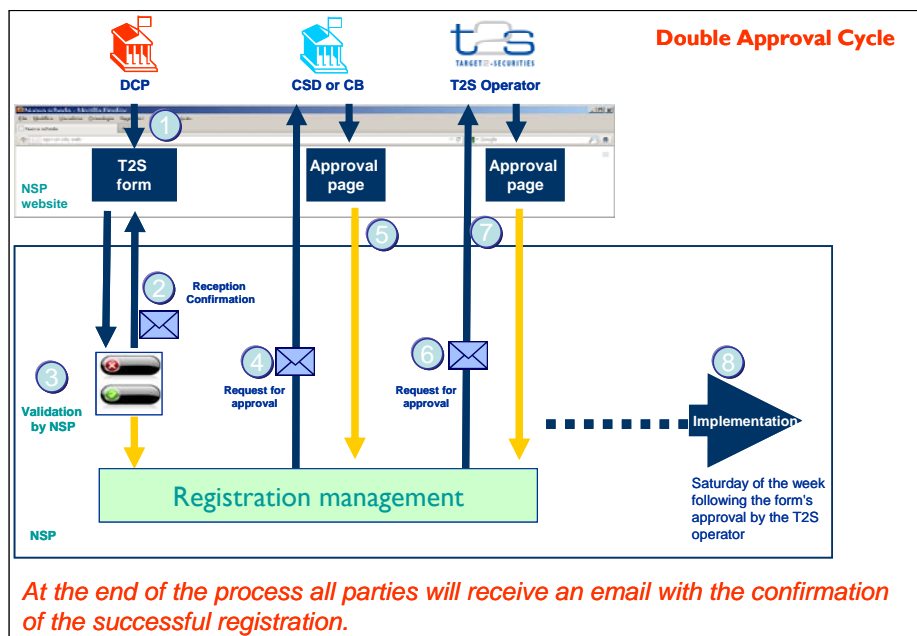 Double Approval Cycle
t2s
TARGET2-SECURITIES
DCP
CSD or CB
T2S Operator
1
Google
T2S
form
Approval
page
Approval
page
NSP
website
5
7
2
Reception
Confirmation
3
4
6
8
Validation
by NSP
Request for
approval
Request for
approval
Implementation
Registration management
Saturday of the week
following the form's
approval by the T2S
operator
NSP
At the end of the process all parties will receive an email with the confirmation
of the successful registration.